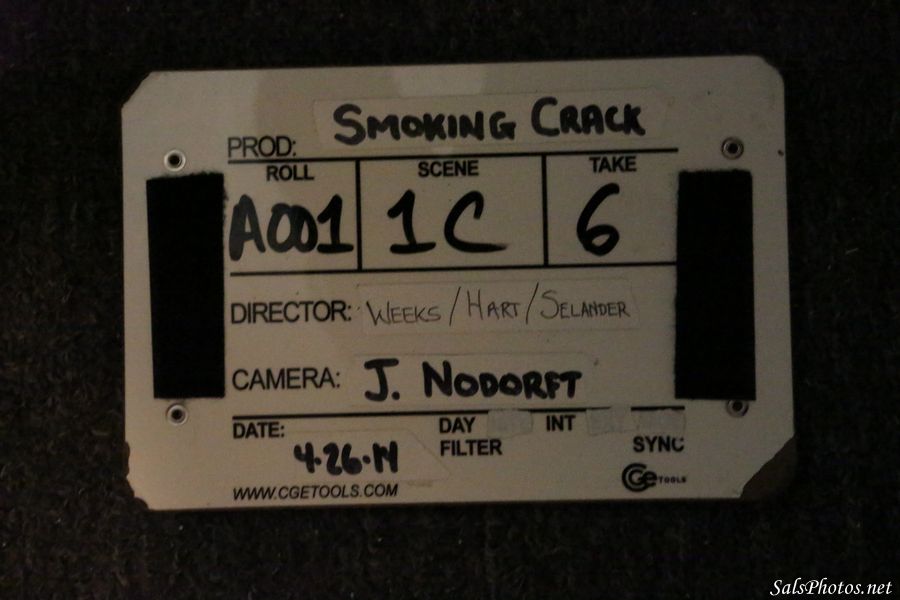 PROD: SMOKING CRACK
ROLL SCENE TAKE
A001 1C 6
DIRECTOR: WEEKS/HART/SELANDER
CAMERA: J. NODORFT
DATE: 4·26·14
DAY INT
FILTER SYNC
WWW.CGETOOLS.COM
CGe TOOLS
SalsPhotos.net